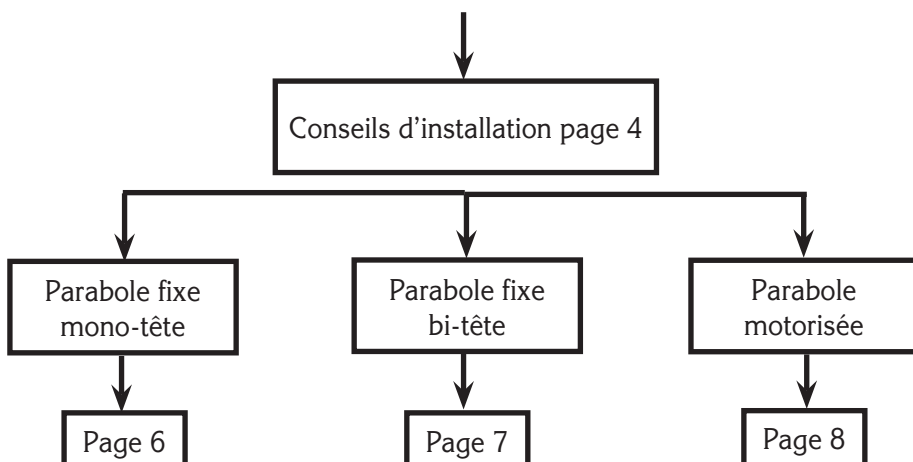 Conseils d'installation page 4
Parabole fixe
mono-tête
Parabole fixe
bi-tête
Parabole
motorisée
Page 6
Page 7
Page 8